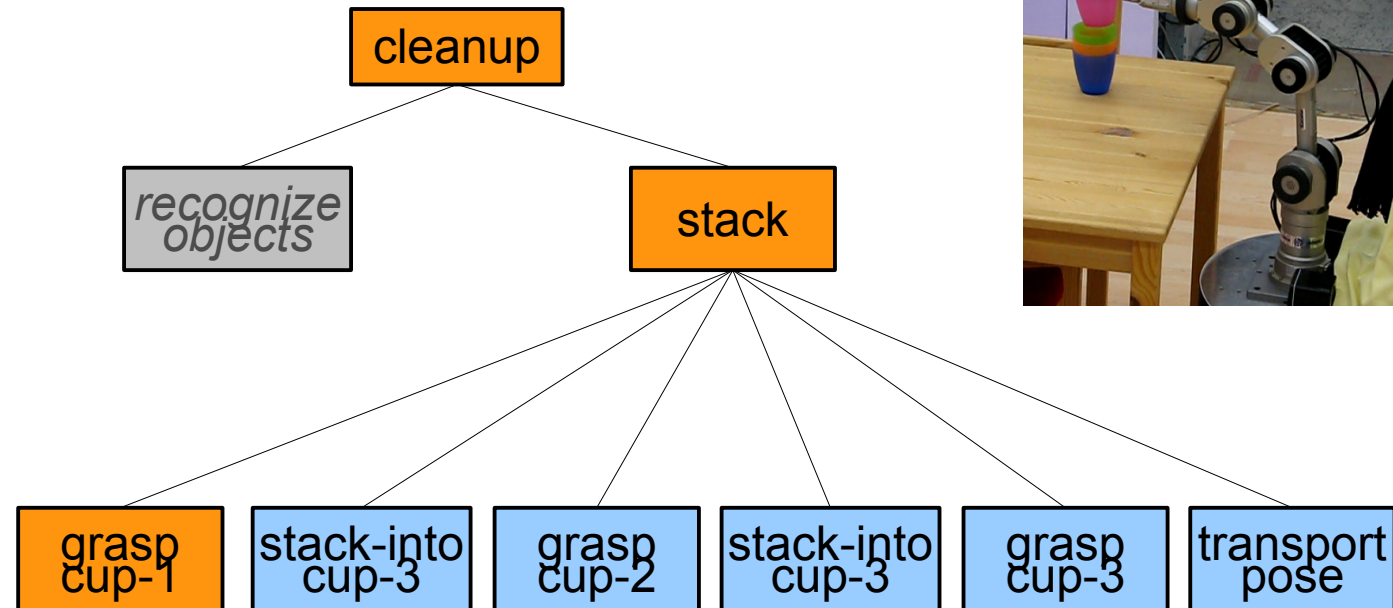 cleanup
recognize
objects
stack
grasp
cup-1
stack-into
cup-3
grasp
cup-2
stack-into
cup-3
grasp
cup-3
transport
pose